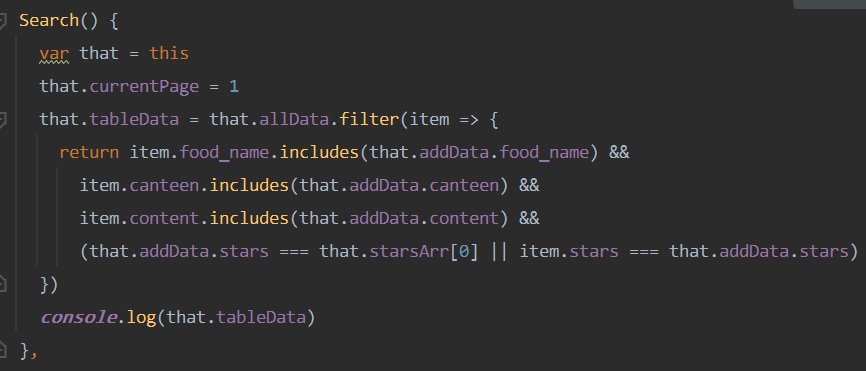 Search() {
var that = this
that.currentPage = 1
that.tableData = that.allData.filter(item => {
return item.food_name.includes(that.addData.food_name) &&
item.canteen.includes(that.addData.canteen) &&
item.content.includes(that.addData.content) &&
(that.addData.stars === that.starsArr[0] || item.stars === that.addData.stars)
})
console.log(that.tableData)
},